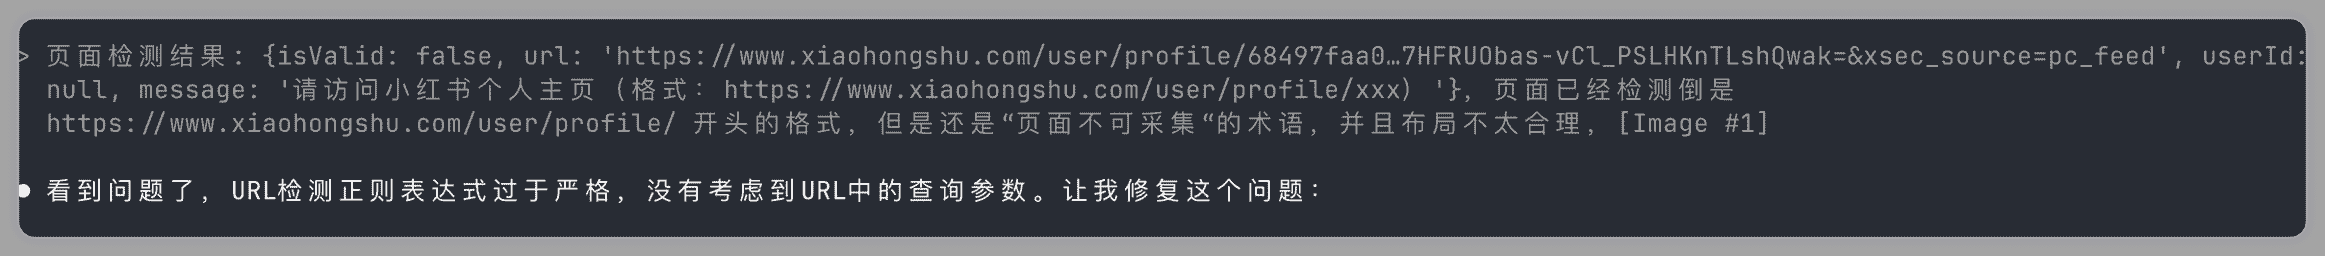 > 页面检测结果：{isValid: false, url: 'https://www.xiaohongshu.com/user/profile/68497faa0…7HFRUObas-vCl_PSLHKnTLshQwak=&xsec_source=pc_feed', userId:
null, message: '请访问小红书个人主页（格式：https://www.xiaohongshu.com/user/profile/xxx）'}，页面已经检测倒是
https://www.xiaohongshu.com/user/profile/ 开头的格式，但是还是“页面不可采集“的术语，并且布局不太合理，[Image #1]
● 看到问题了，URL检测正则表达式过于严格，没有考虑到URL中的查询参数。让我修复这个问题：